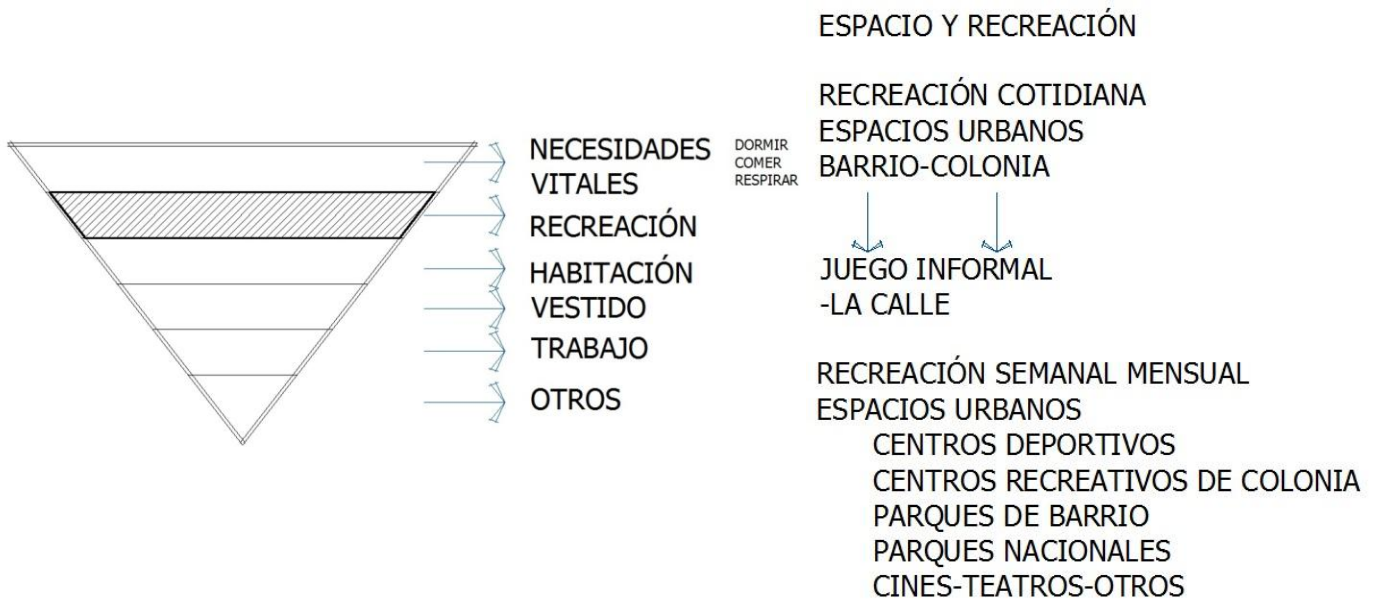 NECESIDADES
VITALES
RECREACIÓN
HABITACIÓN
VESTIDO
TRABAJO
OTROS
DORMIR
COMER
RESPIRAR
ESPACIO Y RECREACIÓN
RECREACIÓN COTIDIANA
ESPACIOS URBANOS
BARRIO-COLONIA
JUEGO INFORMAL
-LA CALLE
RECREACIÓN SEMANAL MENSUAL
ESPACIOS URBANOS
CENTROS DEPORTIVOS
CENTROS RECREATIVOS DE COLONIA
PARQUES DE BARRIO
PARQUES NACIONALES
CINES-TEATROS-OTROS